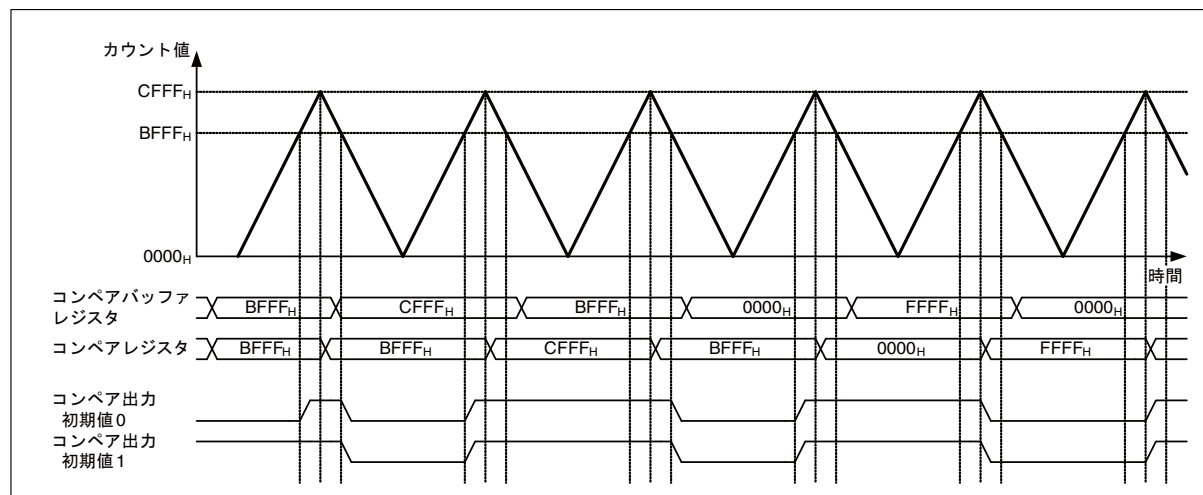 カウント値
CFFFH
BFFFH
0000H
時間
コンペアバッファ
レジスタ
BFFFH CFFFH BFFFH 0000H FFFFH 0000H
コンペアレジスタ BFFFH BFFFH CFFFH BFFFH 0000H FFFFH
コンペア出力
初期値0
コンペア出力
初期値1